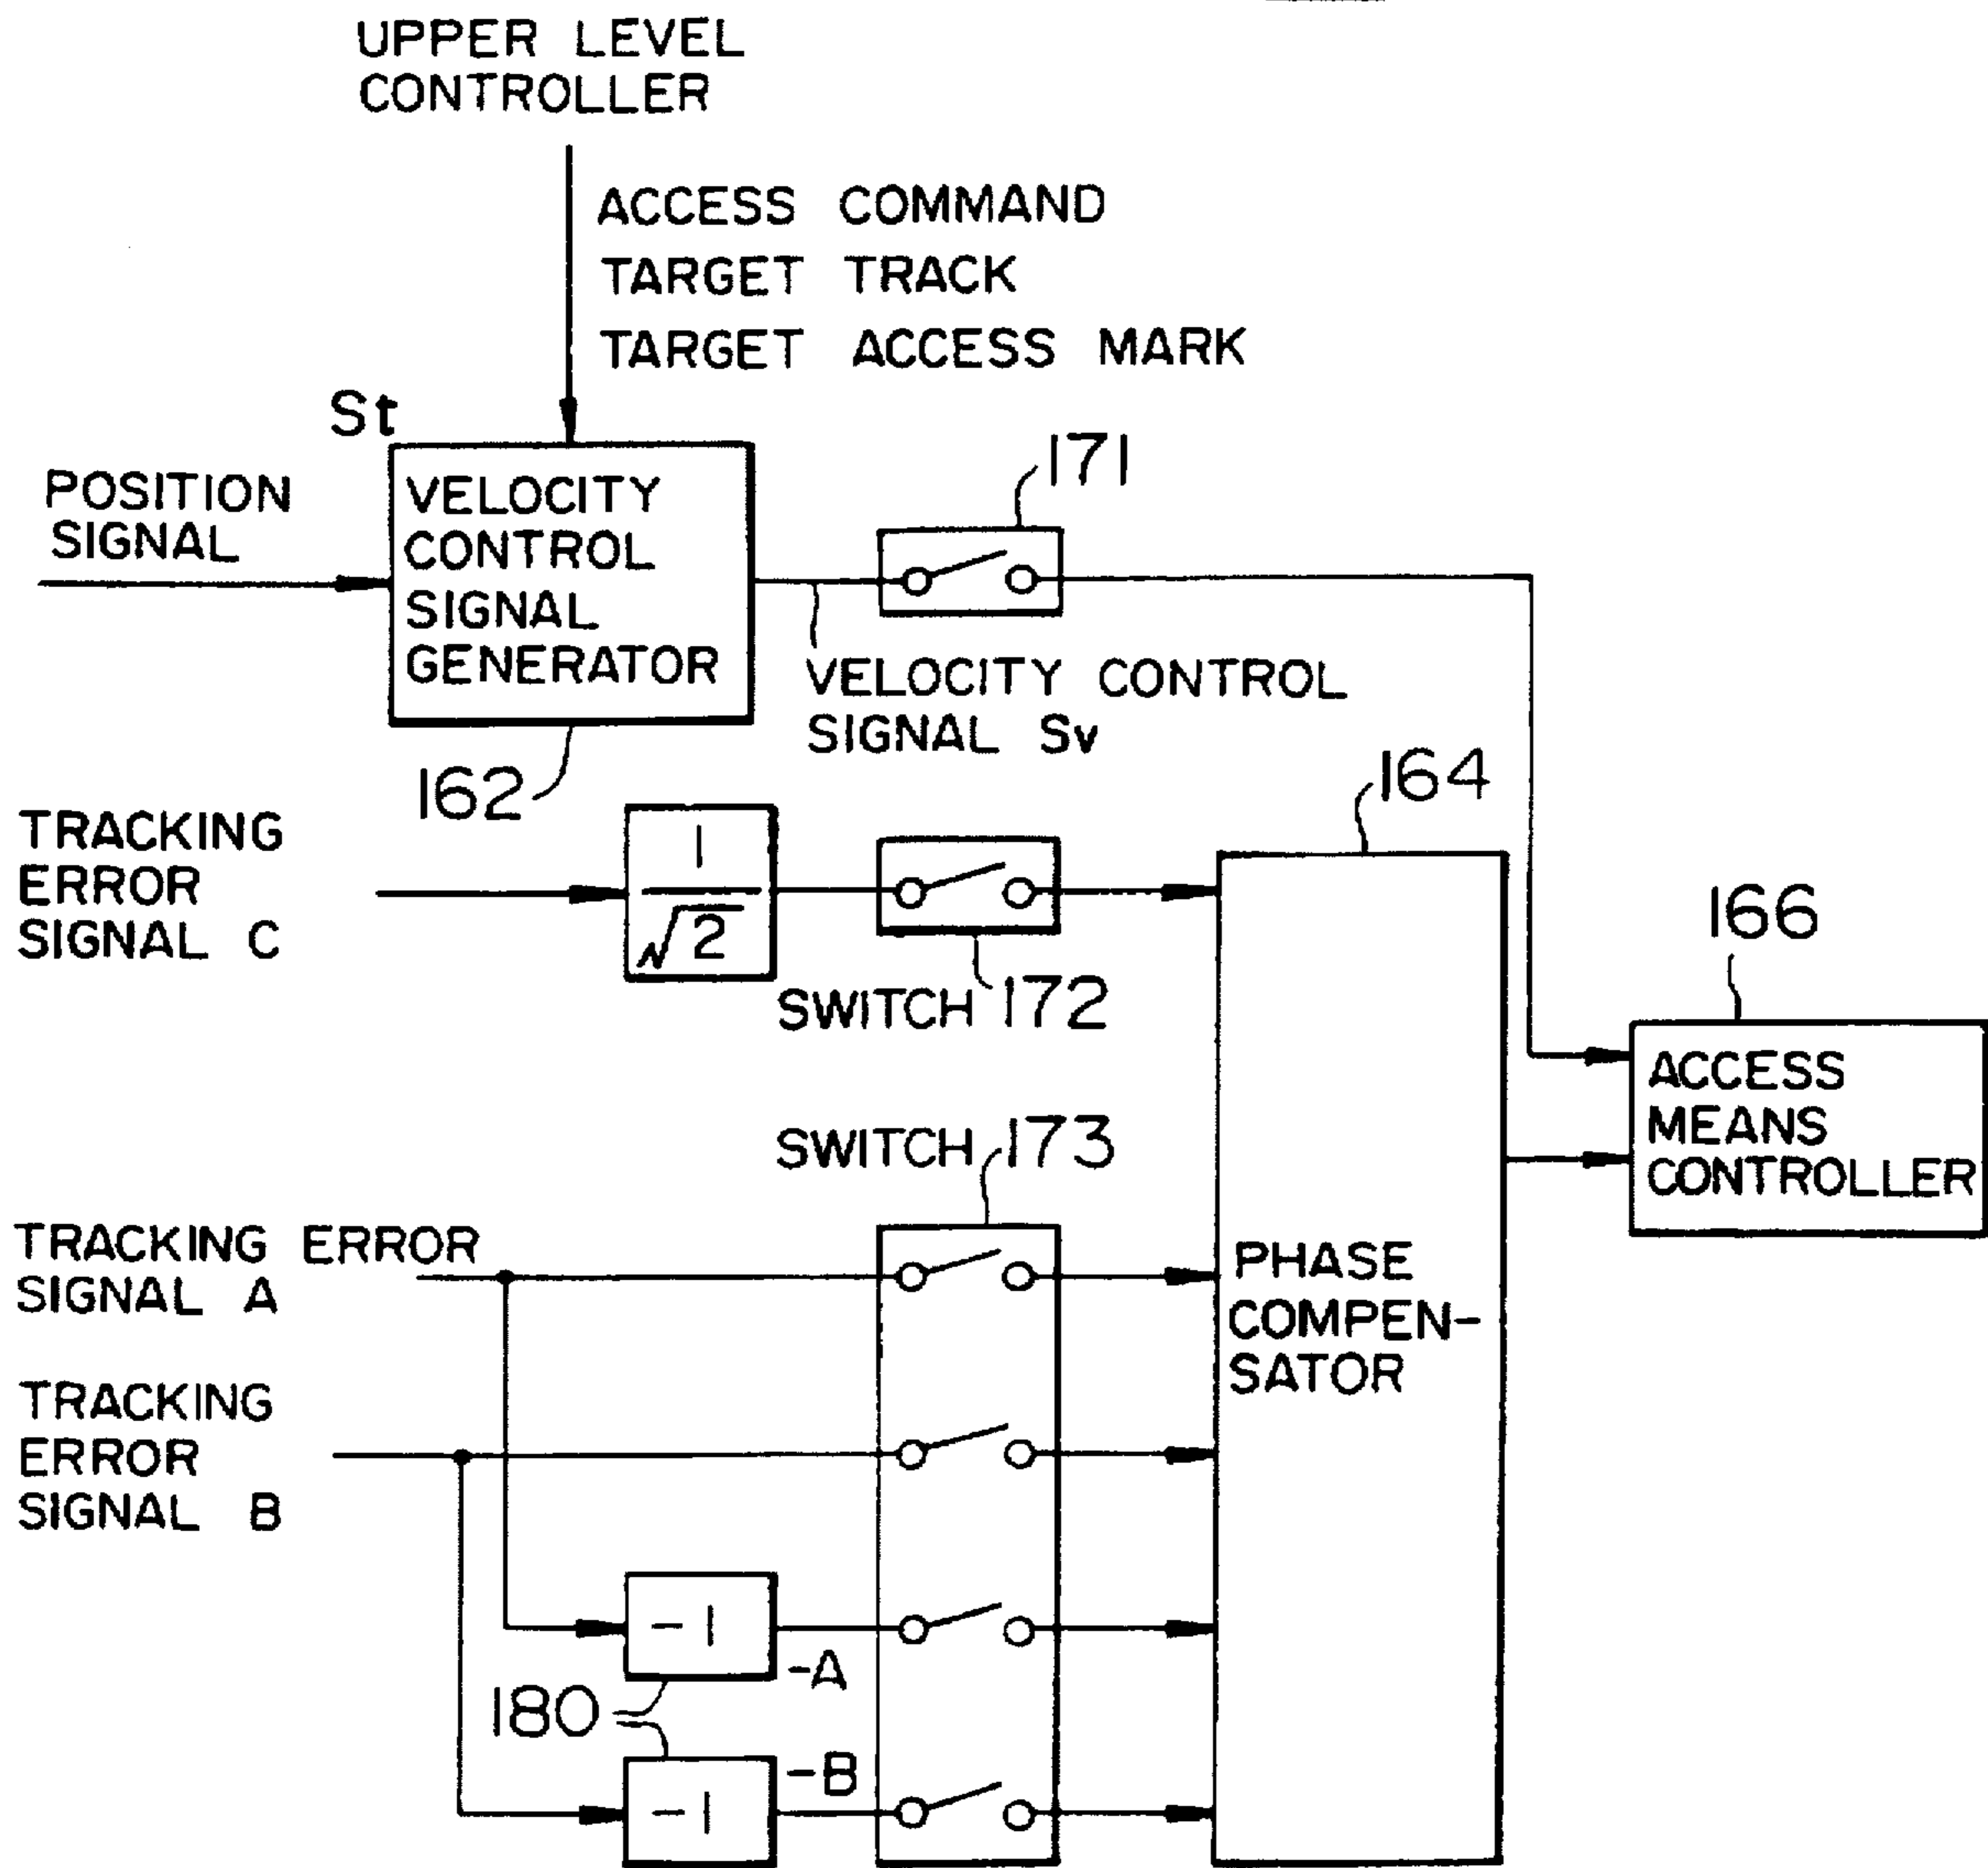 UPPER LEVEL
CONTROLLER
ACCESS COMMAND
TARGET TRACK
TARGET ACCESS MARK
St
POSITION
SIGNAL
VELOCITY
CONTROL
SIGNAL
GENERATOR
171
VELOCITY CONTROL
SIGNAL Sv
162
164
TRACKING
ERROR
SIGNAL C
1
√2
SWITCH 172
166
ACCESS
MEANS
CONTROLLER
SWITCH 173
TRACKING ERROR
SIGNAL A
PHASE
COMPEN-
SATOR
TRACKING
ERROR
SIGNAL B
-1
-A
180
-B
-1